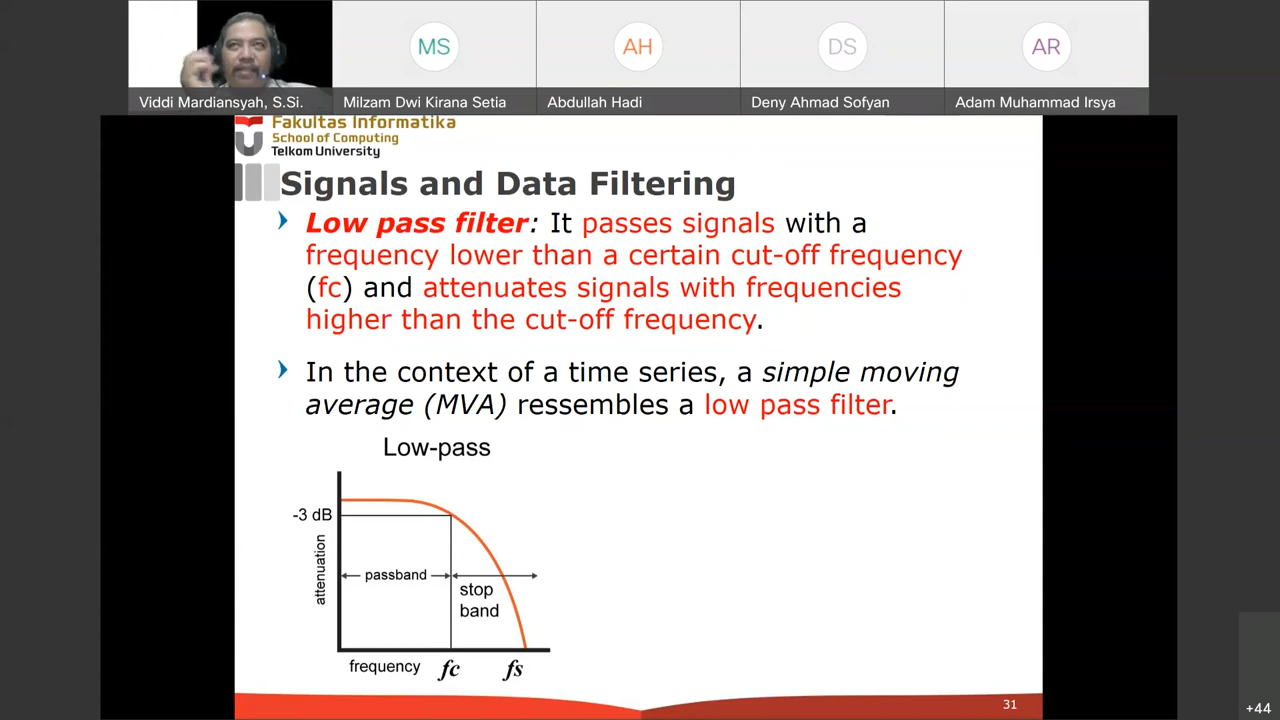 MS
AH
DS
AR
Viddi Mardiansyah, S.Si.
Milzam Dwi Kirana Setia
Abdullah Hadi
Deny Ahmad Sofyan
Adam Muhammad Irsya
Fakultas Informatika
School of Computing
Telkom University
Signals and Data Filtering
Low pass filter: It passes signals with a
frequency lower than a certain cut-off frequency
(fc) and attenuates signals with frequencies
higher than the cut-off frequency.
In the context of a time series, a simple moving
average (MVA) ressembles a low pass filter.
Low-pass
-3 dB
attenuation
passband
stop
band
frequency
fc
fs
31
+44